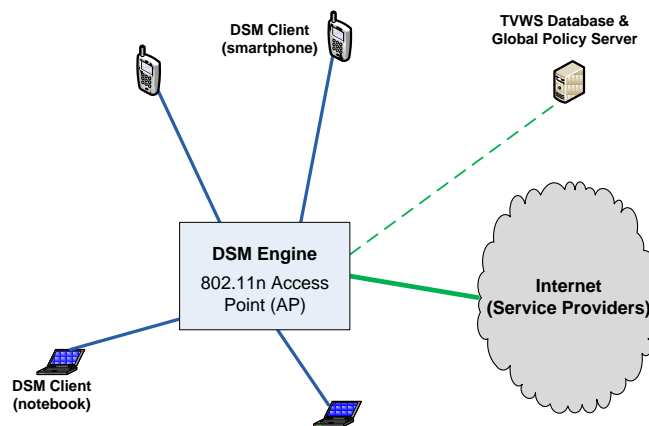 DSM Client
(smartphone)
TVWS Database &
Global Policy Server
DSM Engine
802.11n Access
Point (AP)
Internet
(Service Providers)
DSM Client
(notebook)